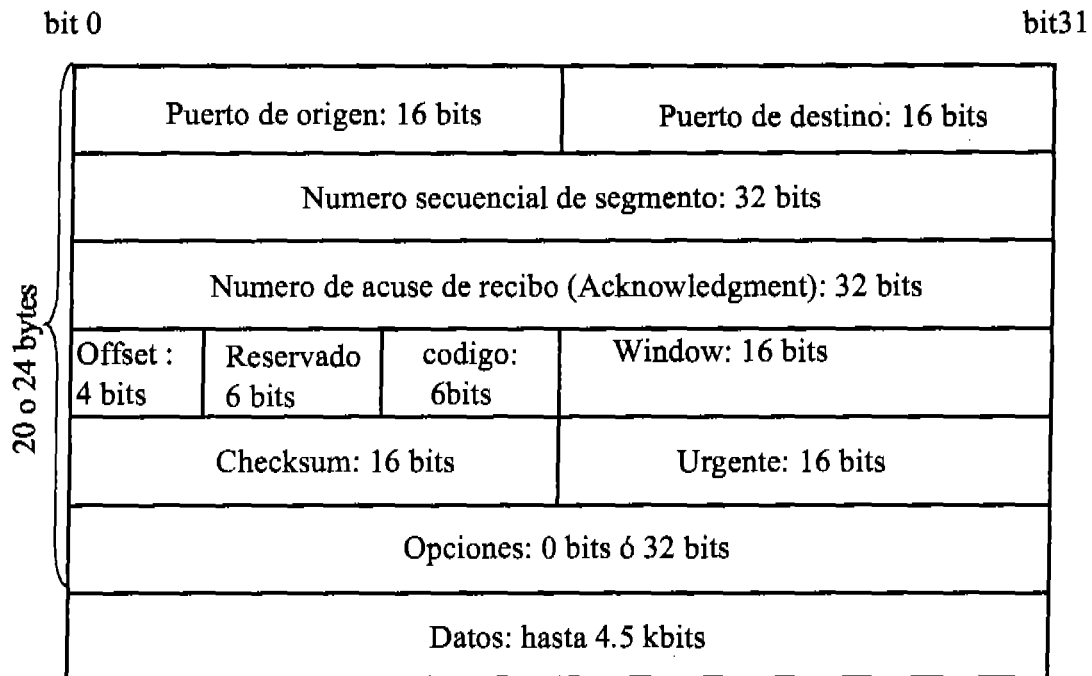 bit 0
bit31
Puerto de origen: 16 bits
Puerto de destino: 16 bits
Numero secuencial de segmento: 32 bits
Numero de acuse de recibo (Acknowledgment): 32 bits
Offset :
4 bits
Reservado
6 bits
codigo:
6bits
Window: 16 bits
Checksum: 16 bits
Urgente: 16 bits
Opciones: 0 bits ó 32 bits
20 o 24 bytes
Datos: hasta 4.5 kbits